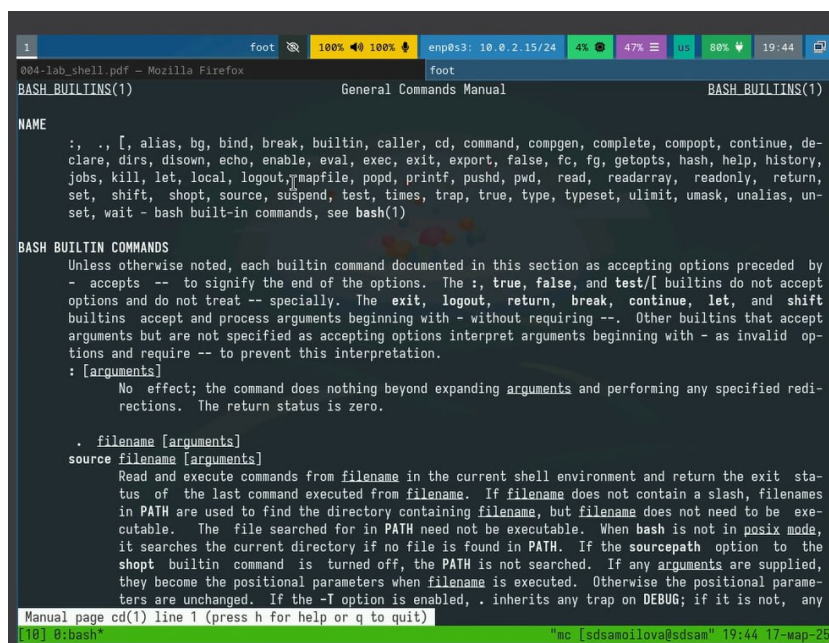 1 foot 100% 100% enp0s3: 10.0.2.15/24 4% 47% us 80% 19:44
004-lab_shell.pdf — Mozilla Firefox foot
BASH_BUILTINS(1) General Commands Manual BASH_BUILTINS(1)
NAME
:, ., [, alias, bg, bind, break, builtin, caller, cd, command, compgen, complete, compopt, continue, de-
clare, dirs, disown, echo, enable, eval, exec, exit, export, false, fc, fg, getopts, hash, help, history,
jobs, kill, let, local, logout, mapfile, popd, printf, pushd, pwd, read, readarray, readonly, return,
set, shift, shopt, source, suspend, test, times, trap, true, type, typeset, ulimit, umask, unalias, un-
set, wait - bash built-in commands, see bash(1)
BASH BUILTIN COMMANDS
Unless otherwise noted, each builtin command documented in this section as accepting options preceded by
- accepts -- to signify the end of the options. The :, true, false, and test/[ builtins do not accept
options and do not treat -- specially. The exit, logout, return, break, continue, let, and shift
builtins accept and process arguments beginning with - without requiring --. Other builtins that accept
arguments but are not specified as accepting options interpret arguments beginning with - as invalid op-
tions and require -- to prevent this interpretation.
: [arguments]
No effect; the command does nothing beyond expanding arguments and performing any specified redi-
rections. The return status is zero.
. filename [arguments]
source filename [arguments]
Read and execute commands from filename in the current shell environment and return the exit sta-
tus of the last command executed from filename. If filename does not contain a slash, filenames
in PATH are used to find the directory containing filename, but filename does not need to be exe-
cutable. The file searched for in PATH need not be executable. When bash is not in posix mode,
it searches the current directory if no file is found in PATH. If the sourcepath option to the
shopt builtin command is turned off, the PATH is not searched. If any arguments are supplied,
they become the positional parameters when filename is executed. Otherwise the positional parame-
ters are unchanged. If the -T option is enabled, . inherits any trap on DEBUG; if it is not, any
Manual page cd(1) line 1 (press h for help or q to quit)
[10] 0:bash* "mc [sdsamoilova@sdsam" 19:44 17-мар-25